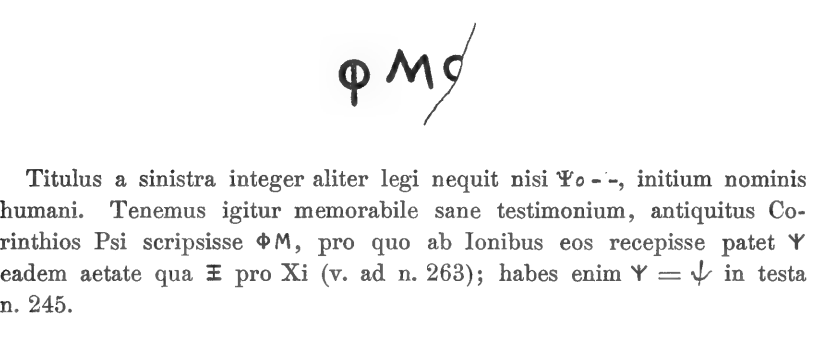 ΦΜΟ
Titulus a sinistra integer aliter legi nequit nisi Ψο - -, initium nominis
humani. Tenemus igitur memorabile sane testimonium, antiquitus Co-
rinthios Psi scripsisse ΦΜ, pro quo ab Ionibus eos recepisse patet Ψ
eadem aetate qua Ξ pro Xi (v. ad n. 263); habes enim Ψ = ψ in testa
n. 245.